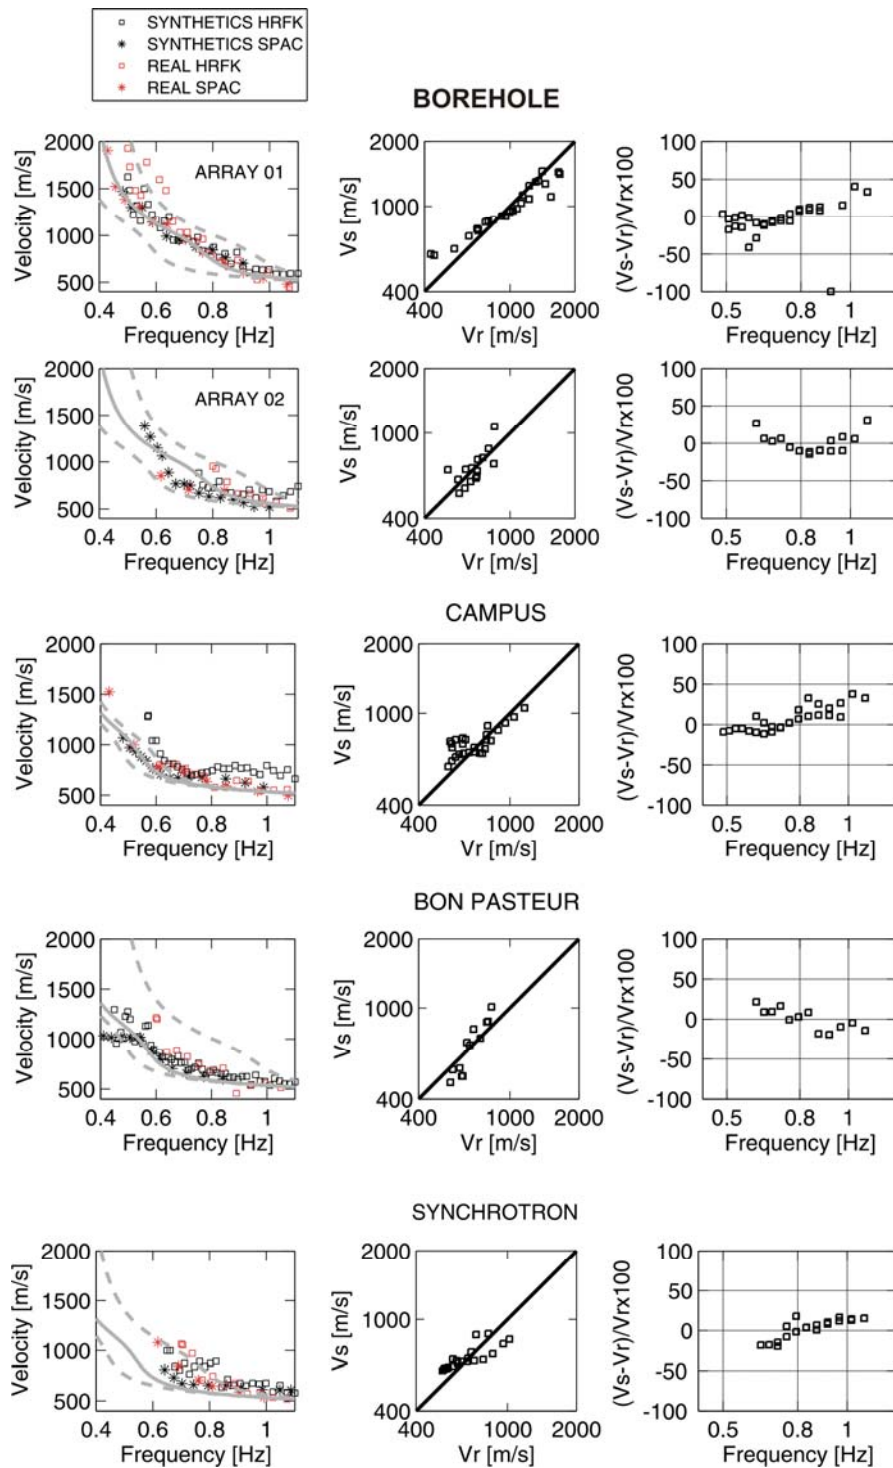 SYNTHETICS HRFK
SYNTHETICS SPAC
REAL HRFK
REAL SPAC
BOREHOLE
2000
1500
1000
500
Velocity [m/s]
ARRAY 01
0.4 0.6 0.8 1
Frequency [Hz]
2000
1000
400
Vs [m/s]
400 1000 2000
Vr [m/s]
100
50
0
-50
-100
(Vs-Vr)/Vrx100
0.5 0.8 1
Frequency [Hz]
2000
1500
1000
500
Velocity [m/s]
ARRAY 02
0.4 0.6 0.8 1
Frequency [Hz]
2000
1000
400
Vs [m/s]
400 1000 2000
Vr [m/s]
100
50
0
-50
-100
(Vs-Vr)/Vrx100
0.5 0.8 1
Frequency [Hz]
CAMPUS
2000
1500
1000
500
Velocity [m/s]
0.4 0.6 0.8 1
Frequency [Hz]
2000
1000
400
Vs [m/s]
400 1000 2000
Vr [m/s]
100
50
0
-50
-100
(Vs-Vr)/Vrx100
0.5 0.8 1
Frequency [Hz]
BON PASTEUR
2000
1500
1000
500
Velocity [m/s]
0.4 0.6 0.8 1
Frequency [Hz]
2000
1000
400
Vs [m/s]
400 1000 2000
Vr [m/s]
100
50
0
-50
-100
(Vs-Vr)/Vrx100
0.5 0.8 1
Frequency [Hz]
SYNCHROTRON
2000
1500
1000
500
Velocity [m/s]
0.4 0.6 0.8 1
Frequency [Hz]
2000
1000
400
Vs [m/s]
400 1000 2000
Vr [m/s]
100
50
0
-50
-100
(Vs-Vr)/Vrx100
0.5 0.8 1
Frequency [Hz]